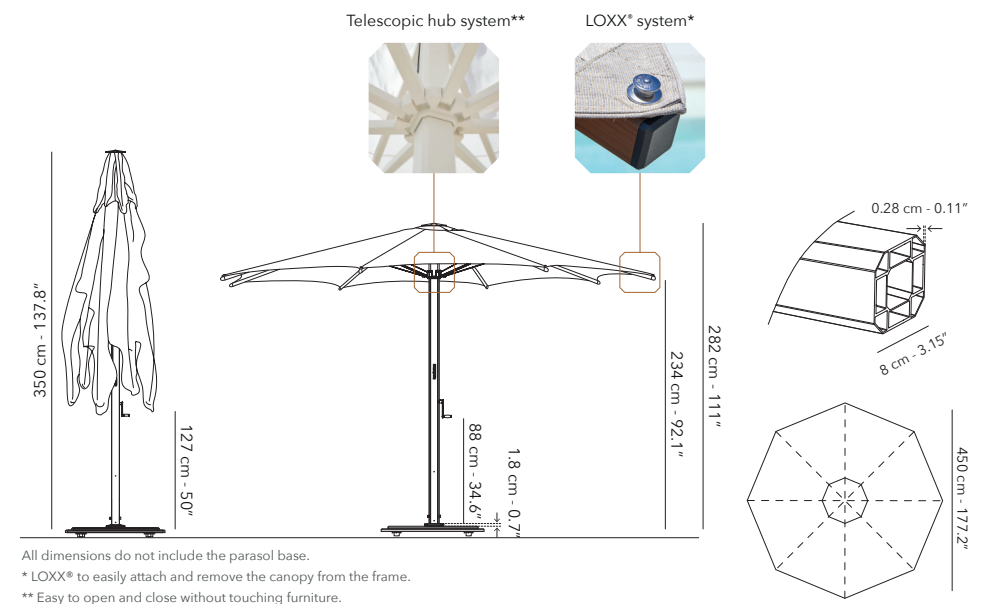 Telescopic hub system**
LOXX® system*
0.28 cm - 0.11”
8 cm - 3.15”
350 cm - 137.8”
127 cm - 50”
88 cm - 34.6”
1.8 cm - 0.7”
234 cm - 92.1”
282 cm - 111”
450 cm - 177.2”
All dimensions do not include the parasol base.
* LOXX® to easily attach and remove the canopy from the frame.
** Easy to open and close without touching furniture.